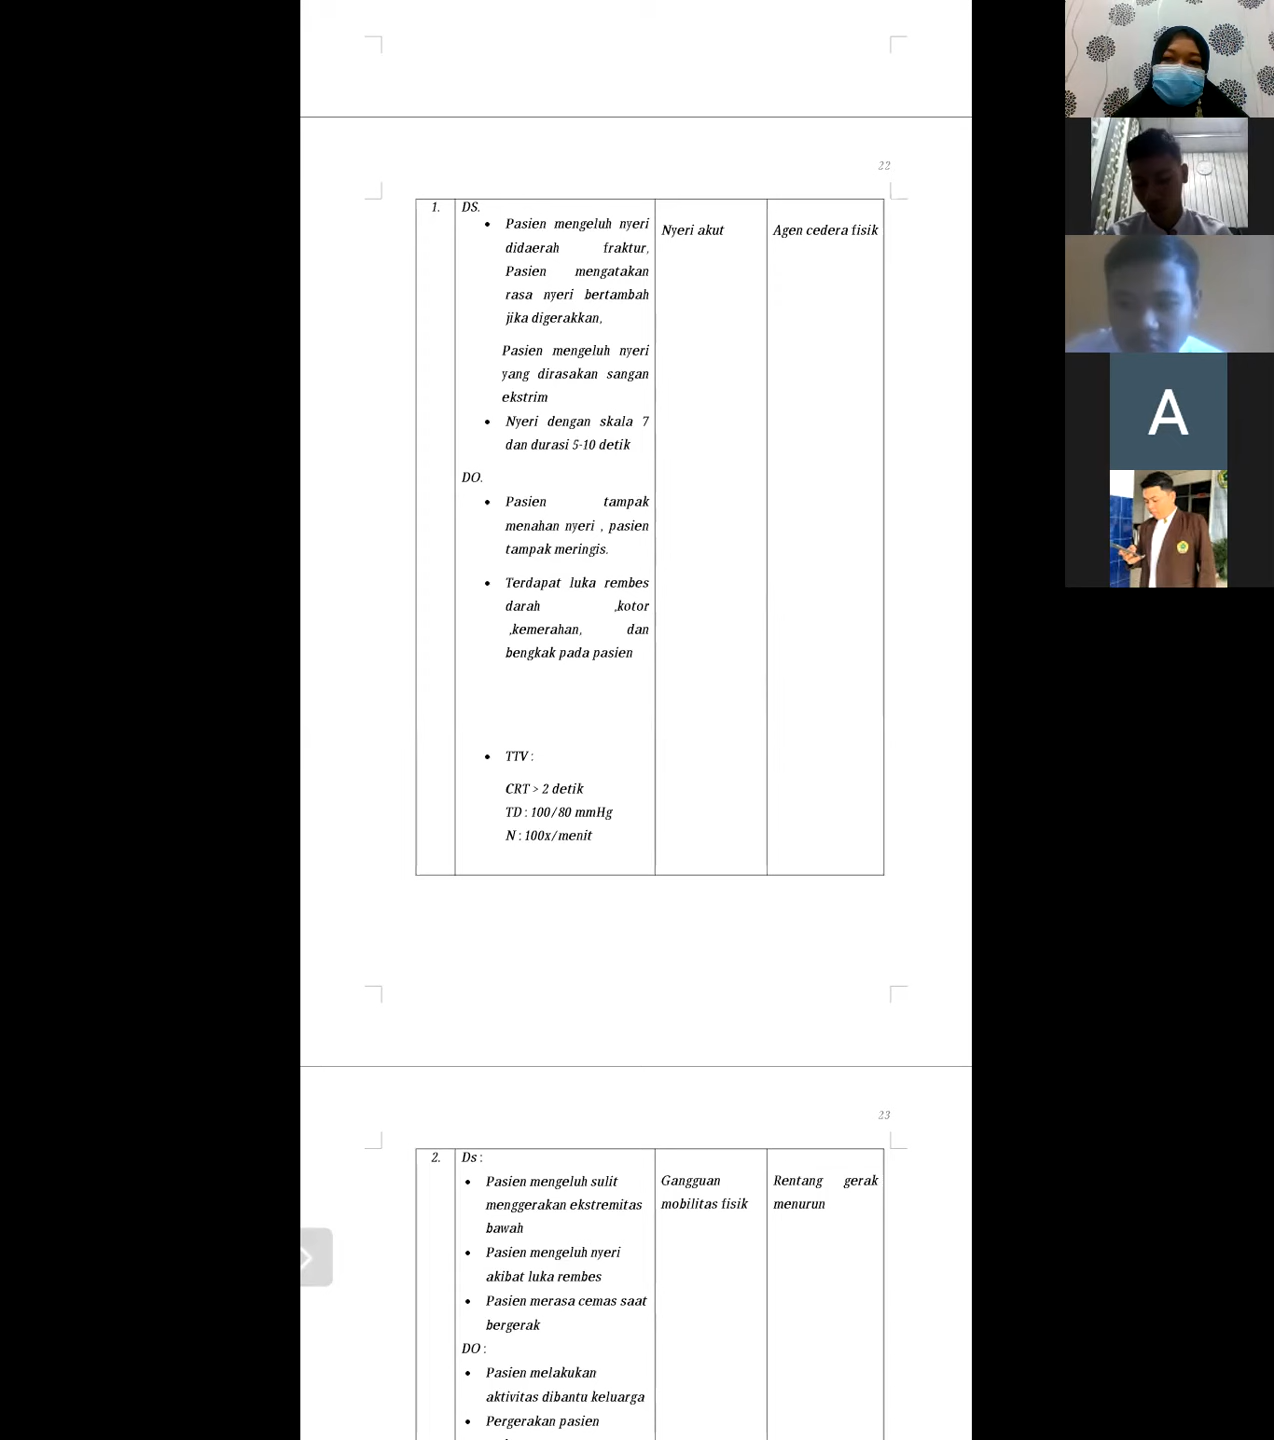 22
1. DS. Nyeri akut Agen cedera fisik
• Pasien mengeluh nyeri
didaerah fraktur,
Pasien mengatakan
rasa nyeri bertambah
jika digerakkan,
Pasien mengeluh nyeri
yang dirasakan sangan
ekstrim
• Nyeri dengan skala 7
dan durasi 5-10 detik
DO.
• Pasien tampak
menahan nyeri , pasien
tampak meringis.
• Terdapat luka rembes
darah ,kotor
,kemerahan, dan
bengkak pada pasien
• TTV :
CRT > 2 detik
TD : 100/80 mmHg
N : 100x/menit
23
2. Ds : Gangguan mobilitas fisik Rentang gerak menurun
• Pasien mengeluh sulit
menggerakan ekstremitas
bawah
• Pasien mengeluh nyeri
akibat luka rembes
• Pasien merasa cemas saat
bergerak
DO :
• Pasien melakukan
aktivitas dibantu keluarga
• Pergerakan pasien
A